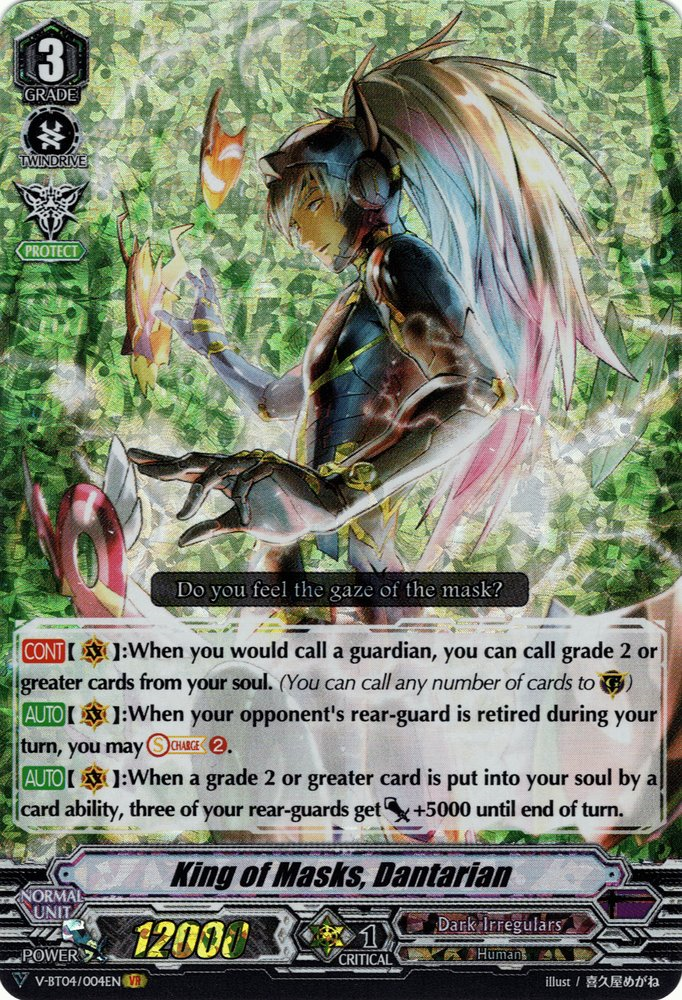 3
GRADE
TWINDRIVE
PROTECT
Do you feel the gaze of the mask?
CONT【 】:When you would call a guardian, you can call grade 2 or
greater cards from your soul. (You can call any number of cards to G)
AUTO【 】:When your opponent's rear-guard is retired during your
turn, you may S CHARGE 2.
AUTO【 】:When a grade 2 or greater card is put into your soul by a
card ability, three of your rear-guards get +5000 until end of turn.
King of Masks, Dantarian
NORMAL
UNIT
POWER 12000
1
CRITICAL
Dark Irregulars
Human
V-BT04/004EN VR
illust / 喜久屋めがね